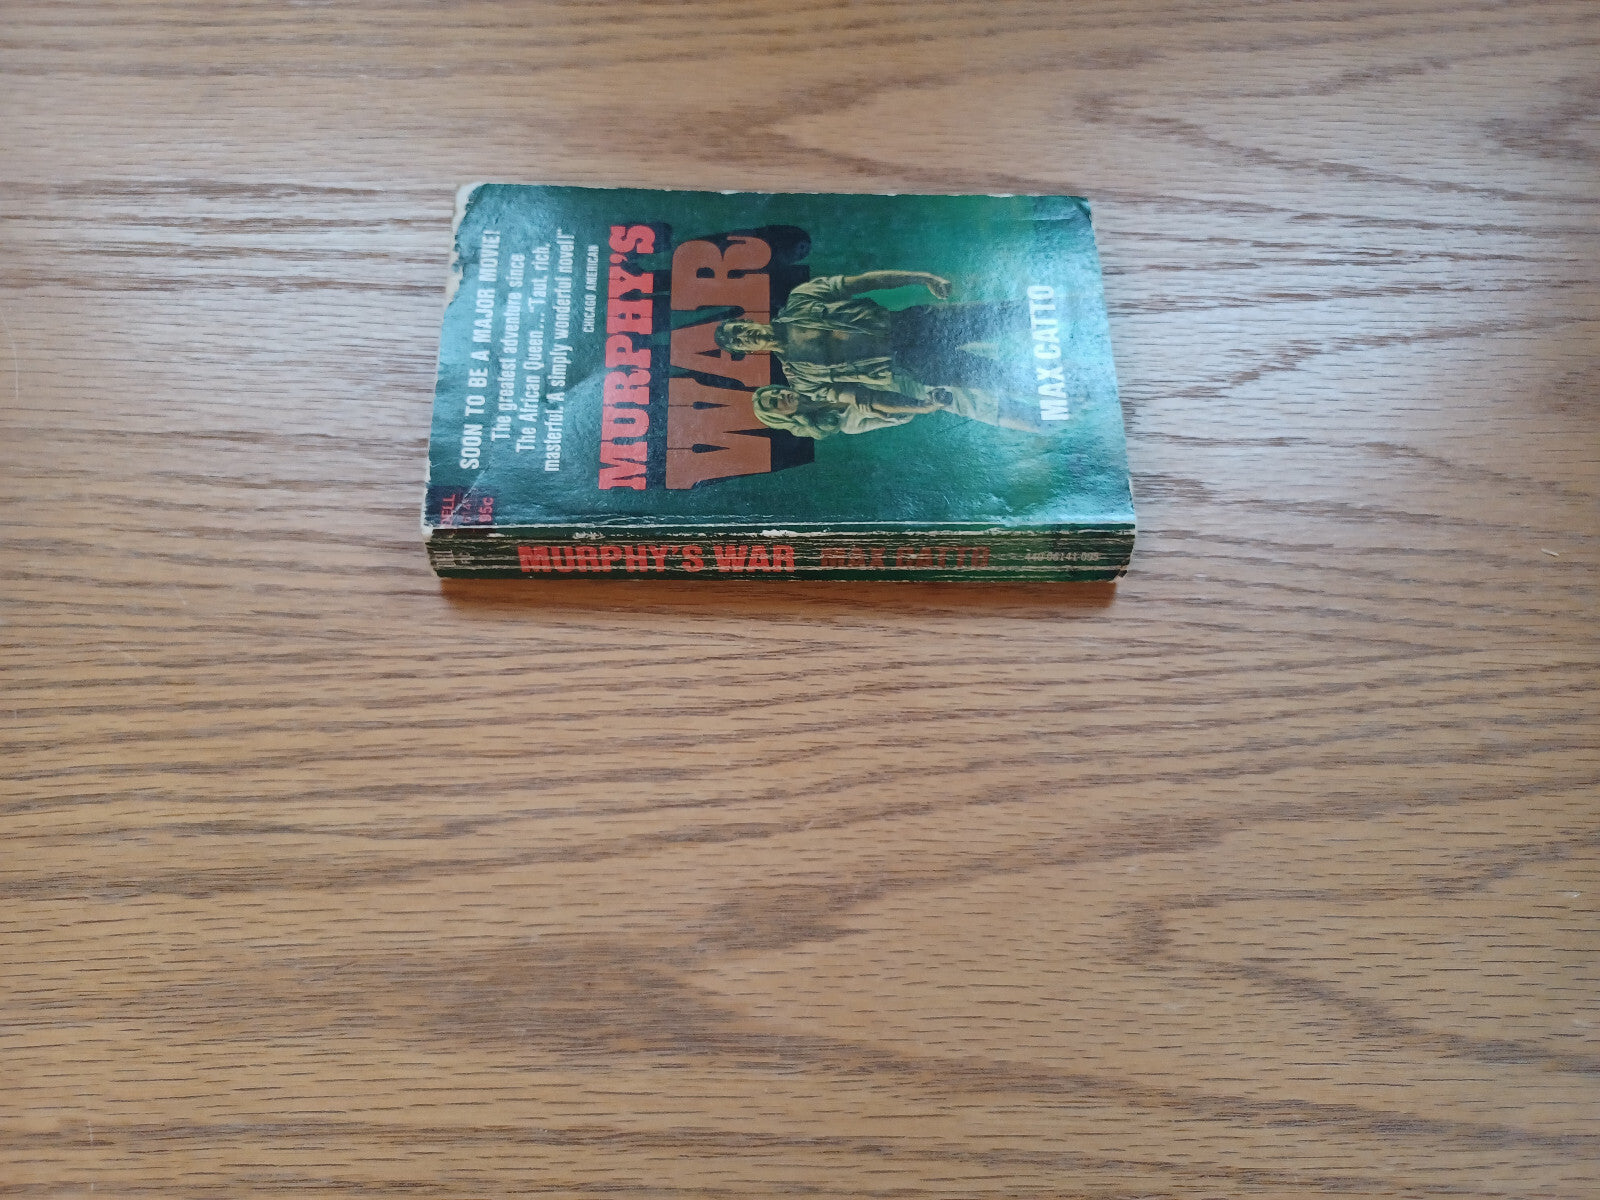 SOON TO BE A MAJOR MOVIE!
The greatest adventure since
The African Queen... "Taut, rich,
masterful. A simply wonderful novel!"
CHICAGO AMERICAN
MURPHY'S
WAR
MAX CATTO
DELL
95c
MURPHY'S WAR MAX CATTO